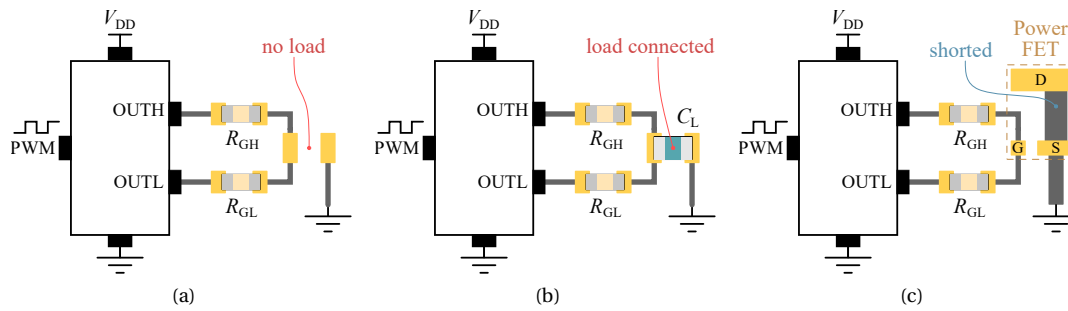 V_DD
no load
OUTH
R_GH
PWM
OUTL
R_GL
(a)
V_DD
load connected
OUTH
R_GH
C_L
PWM
OUTL
R_GL
(b)
V_DD
shorted
Power
FET
D
OUTH
R_GH
G
S
PWM
OUTL
R_GL
(c)